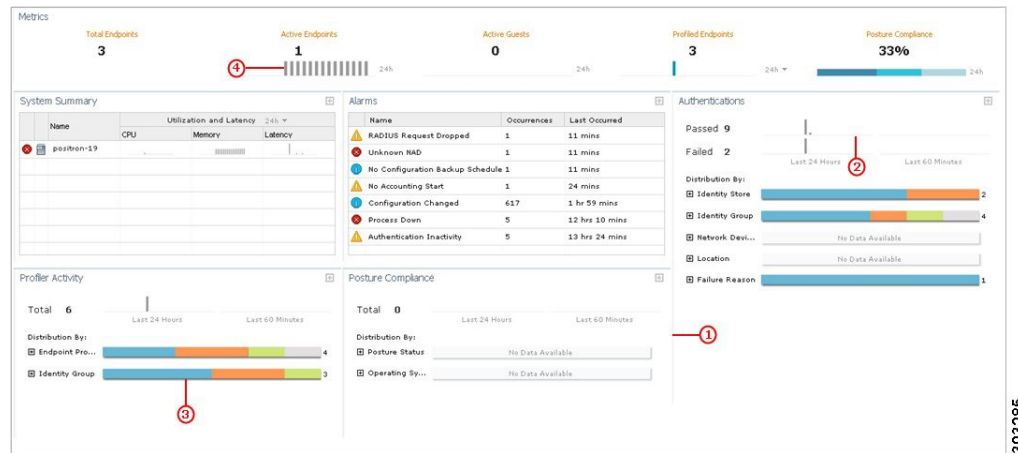 Metrics
Total Endpoints
3
Active Endpoints
1
24h
Active Guests
0
24h
Profiled Endpoints
3
24h
Posture Compliance
33%
24h
4
System Summary
Name
Utilization and Latency 24h
CPU Memory Latency
positron-19
Alarms
Name Occurrences Last Occurred
RADIUS Request Dropped 1 11 mins
Unknown NAD 1 11 mins
No Configuration Backup Schedule 1 11 mins
No Accounting Start 1 24 mins
Configuration Changed 617 1 hr 59 mins
Process Down 5 12 hrs 10 mins
Authentication Inactivity 5 13 hrs 24 mins
Authentications
Passed 9
Failed 2
Last 24 Hours Last 60 Minutes
2
Distribution By:
Identity Store 2
Identity Group 4
Network Devi... No Data Available
Location No Data Available
Failure Reason 1
Profiler Activity
Total 6
Last 24 Hours Last 60 Minutes
Distribution By:
Endpoint Pro... 4
Identity Group 3
3
Posture Compliance
Total 0
Last 24 Hours Last 60 Minutes
Distribution By:
Posture Status No Data Available
Operating Sy... No Data Available
1